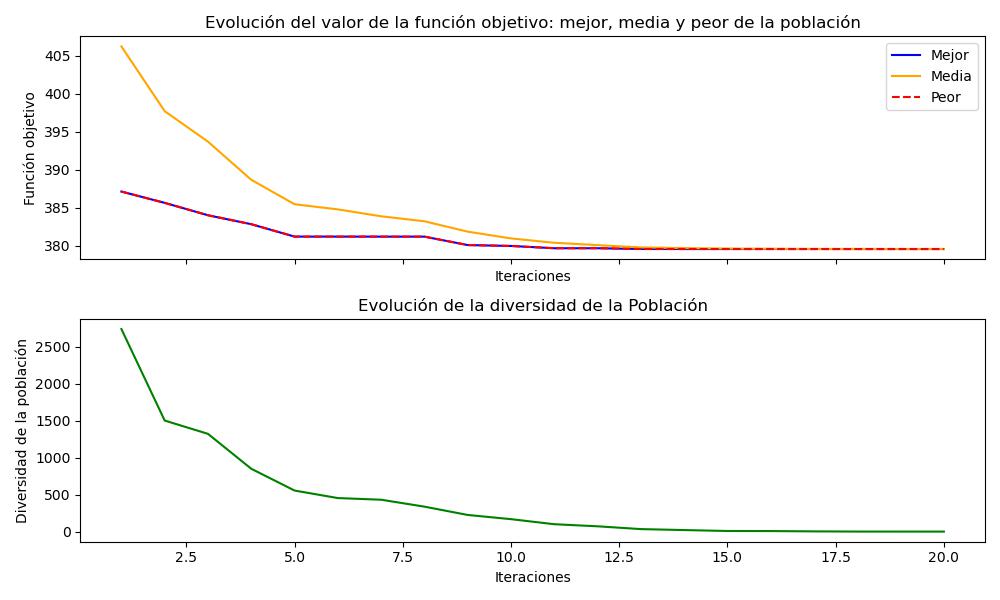 Evolución del valor de la función objetivo: mejor, media y peor de la población
Función objetivo
405
400
395
390
385
380
Mejor
Media
Peor
Iteraciones
Evolución de la diversidad de la Población
Diversidad de la población
2500
2000
1500
1000
500
0
2.5 5.0 7.5 10.0 12.5 15.0 17.5 20.0
Iteraciones